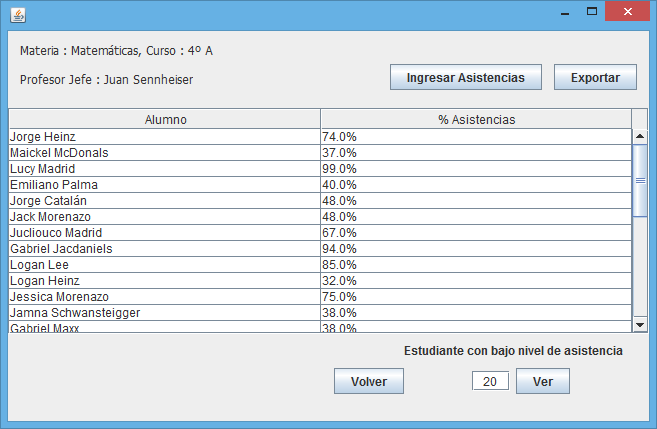 Materia : Matemáticas, Curso : 4º A
Profesor Jefe : Juan Sennheiser
Ingresar Asistencias Exportar
Alumno % Asistencias
Jorge Heinz 74.0%
Maickel McDonals 37.0%
Lucy Madrid 99.0%
Emiliano Palma 40.0%
Jorge Catalán 48.0%
Jack Morenazo 48.0%
Jucliouco Madrid 67.0%
Gabriel Jacdaniels 94.0%
Logan Lee 85.0%
Logan Heinz 32.0%
Jessica Morenazo 75.0%
Jamna Schwansteigger 38.0%
Gabriel Maxx 38.0%
Estudiante con bajo nivel de asistencia
Volver 20 Ver